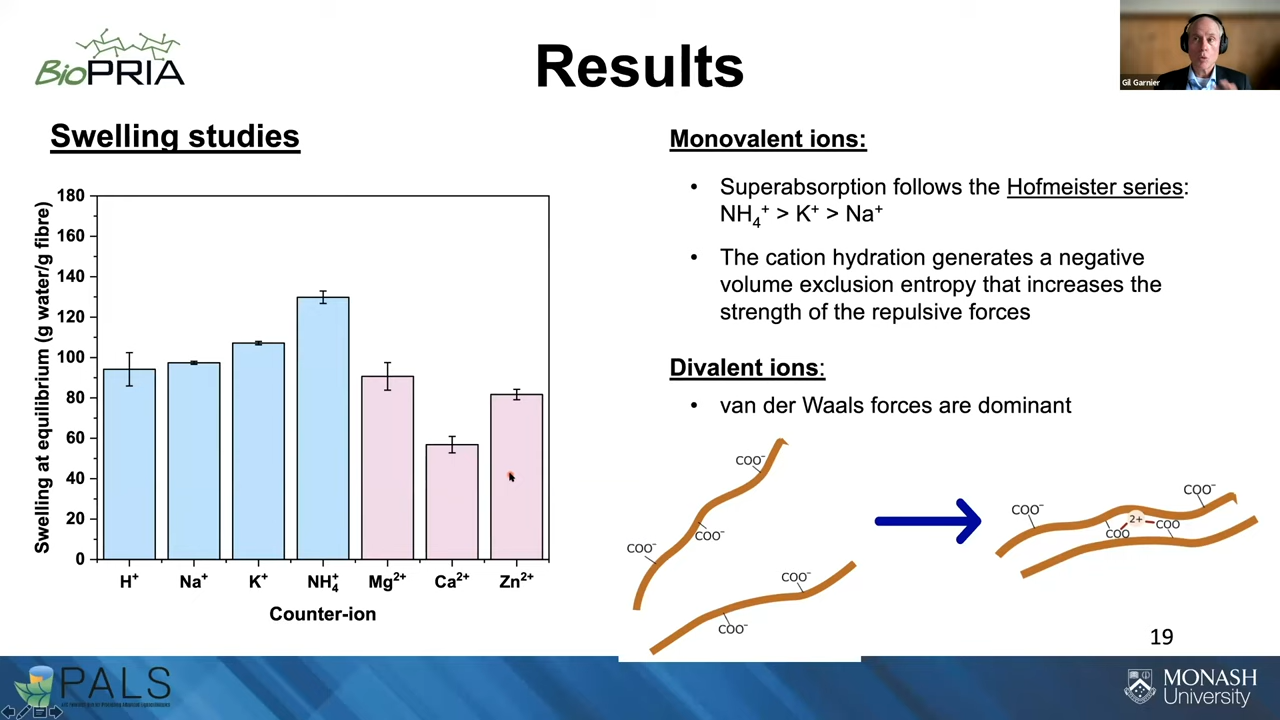 BioPRIA
Results
Gil Garnier
Swelling studies
Swelling at equilibrium (g water/g fibre)
180
160
140
120
100
80
60
40
20
0
H⁺ Na⁺ K⁺ NH₄⁺ Mg²⁺ Ca²⁺ Zn²⁺
Counter-ion
Monovalent ions:
• Superabsorption follows the Hofmeister series:
NH₄⁺ > K⁺ > Na⁺
• The cation hydration generates a negative
volume exclusion entropy that increases the
strength of the repulsive forces
Divalent ions:
• van der Waals forces are dominant
COO⁻
COO⁻
COO⁻
COO⁻
COO⁻
COO⁻
COO⁻
2+
COO
COO
19
PALS
MONASH
University